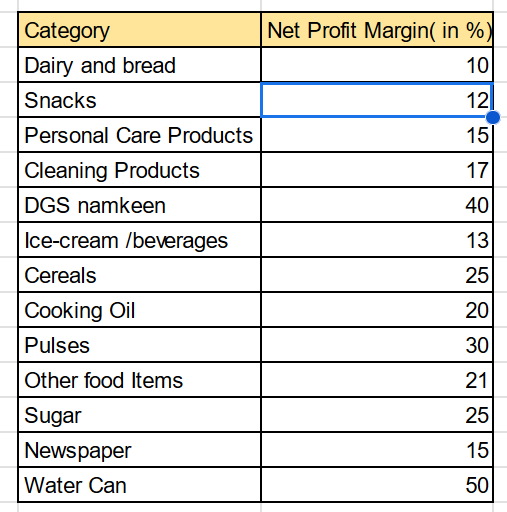 Category Net Profit Margin( in %)
Dairy and bread 10
Snacks 12
Personal Care Products 15
Cleaning Products 17
DGS namkeen 40
Ice-cream /beverages 13
Cereals 25
Cooking Oil 20
Pulses 30
Other food Items 21
Sugar 25
Newspaper 15
Water Can 50